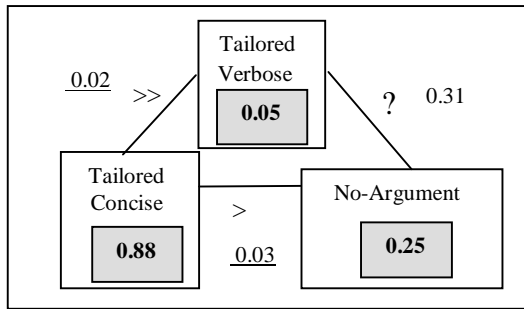 Tailored
Verbose
0.05
0.02
>>
?
0.31
Tailored
Concise
0.88
>
0.03
No-Argument
0.25